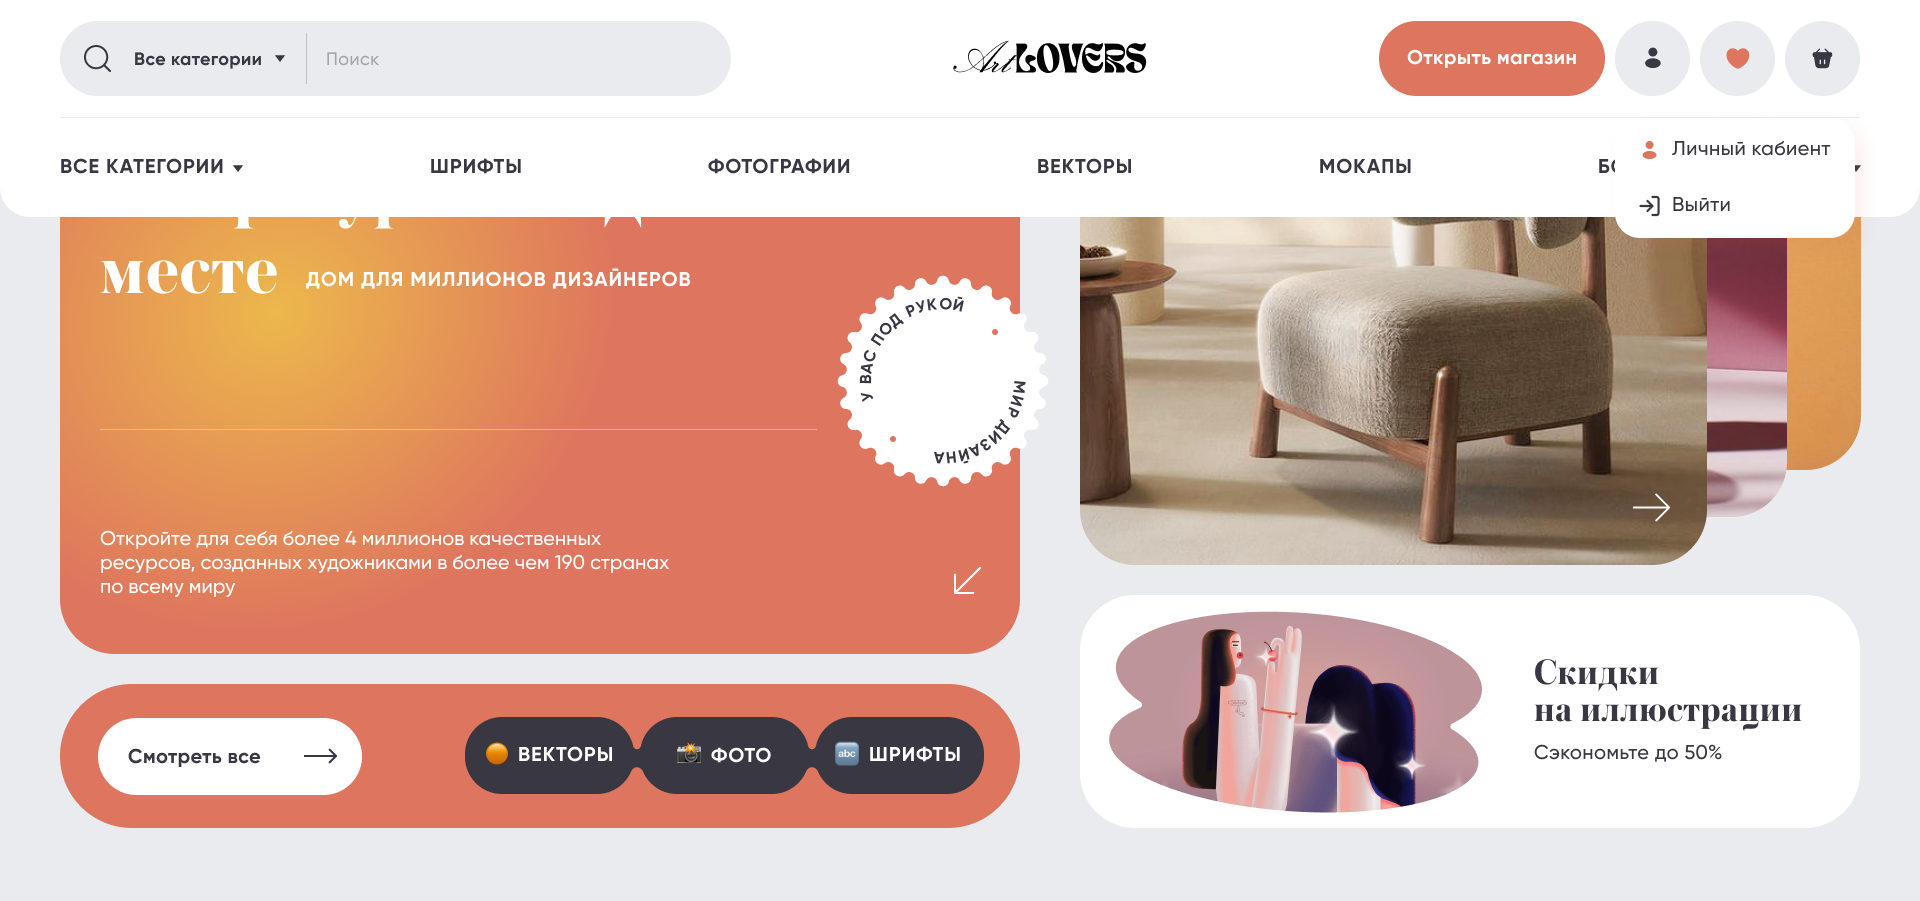 Все категории
Поиск
ArtLOVERS
Открыть магазин
ВСЕ КАТЕГОРИИ
ШРИФТЫ
ФОТОГРАФИИ
ВЕКТОРЫ
МОКАПЫ
Личный кабиент
Выйти
месте
ДОМ ДЛЯ МИЛЛИОНОВ ДИЗАЙНЕРОВ
У ВАС ПОД РУКОЙ
МИР ДИЗАЙНА
Откройте для себя более 4 миллионов качественных
ресурсов, созданных художниками в более чем 190 странах
по всему миру
Скидки
на иллюстрации
Сэкономьте до 50%
Смотреть все
ВЕКТОРЫ
ФОТО
abc
ШРИФТЫ